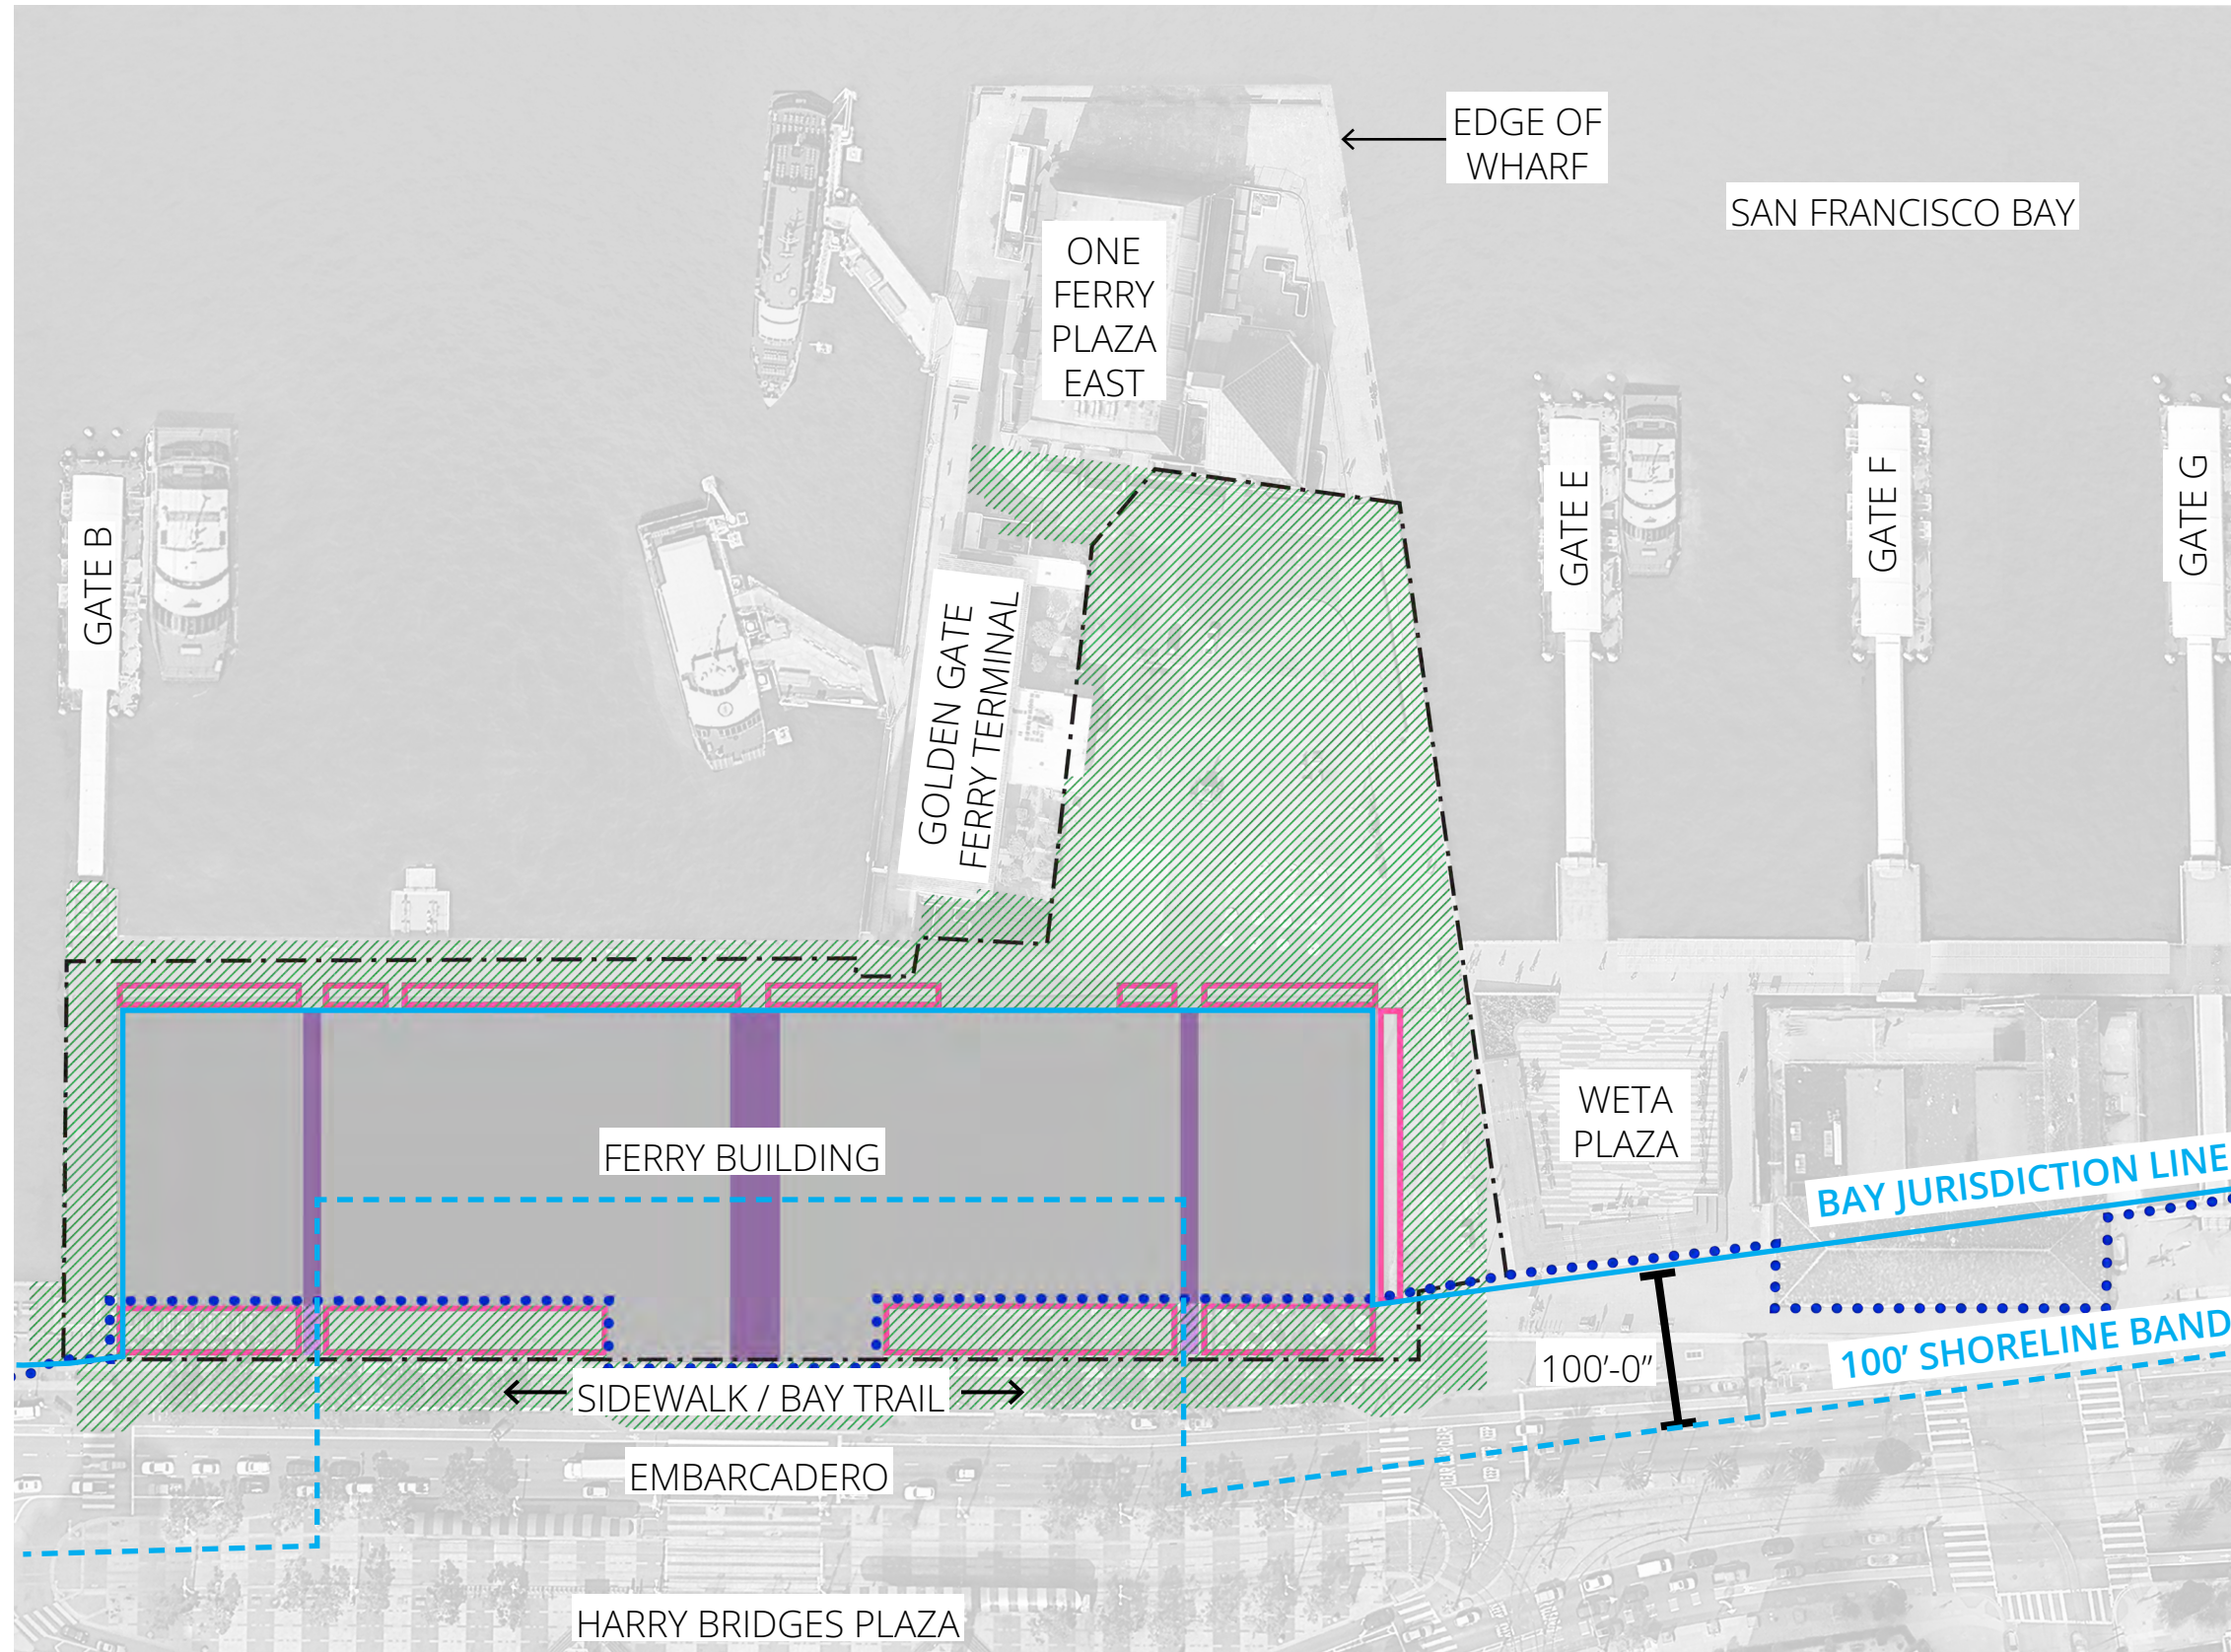 EDGE OF
WHARF
SAN FRANCISCO BAY
ONE
FERRY
PLAZA
EAST
GATE B
GATE E
GATE F
GATE G
GOLDEN GATE
FERRY TERMINAL
WETA
PLAZA
FERRY BUILDING
BAY JURISDICTION LINE
100’ SHORELINE BAND
100’-0”
SIDEWALK / BAY TRAIL
EMBARCADERO
HARRY BRIDGES PLAZA